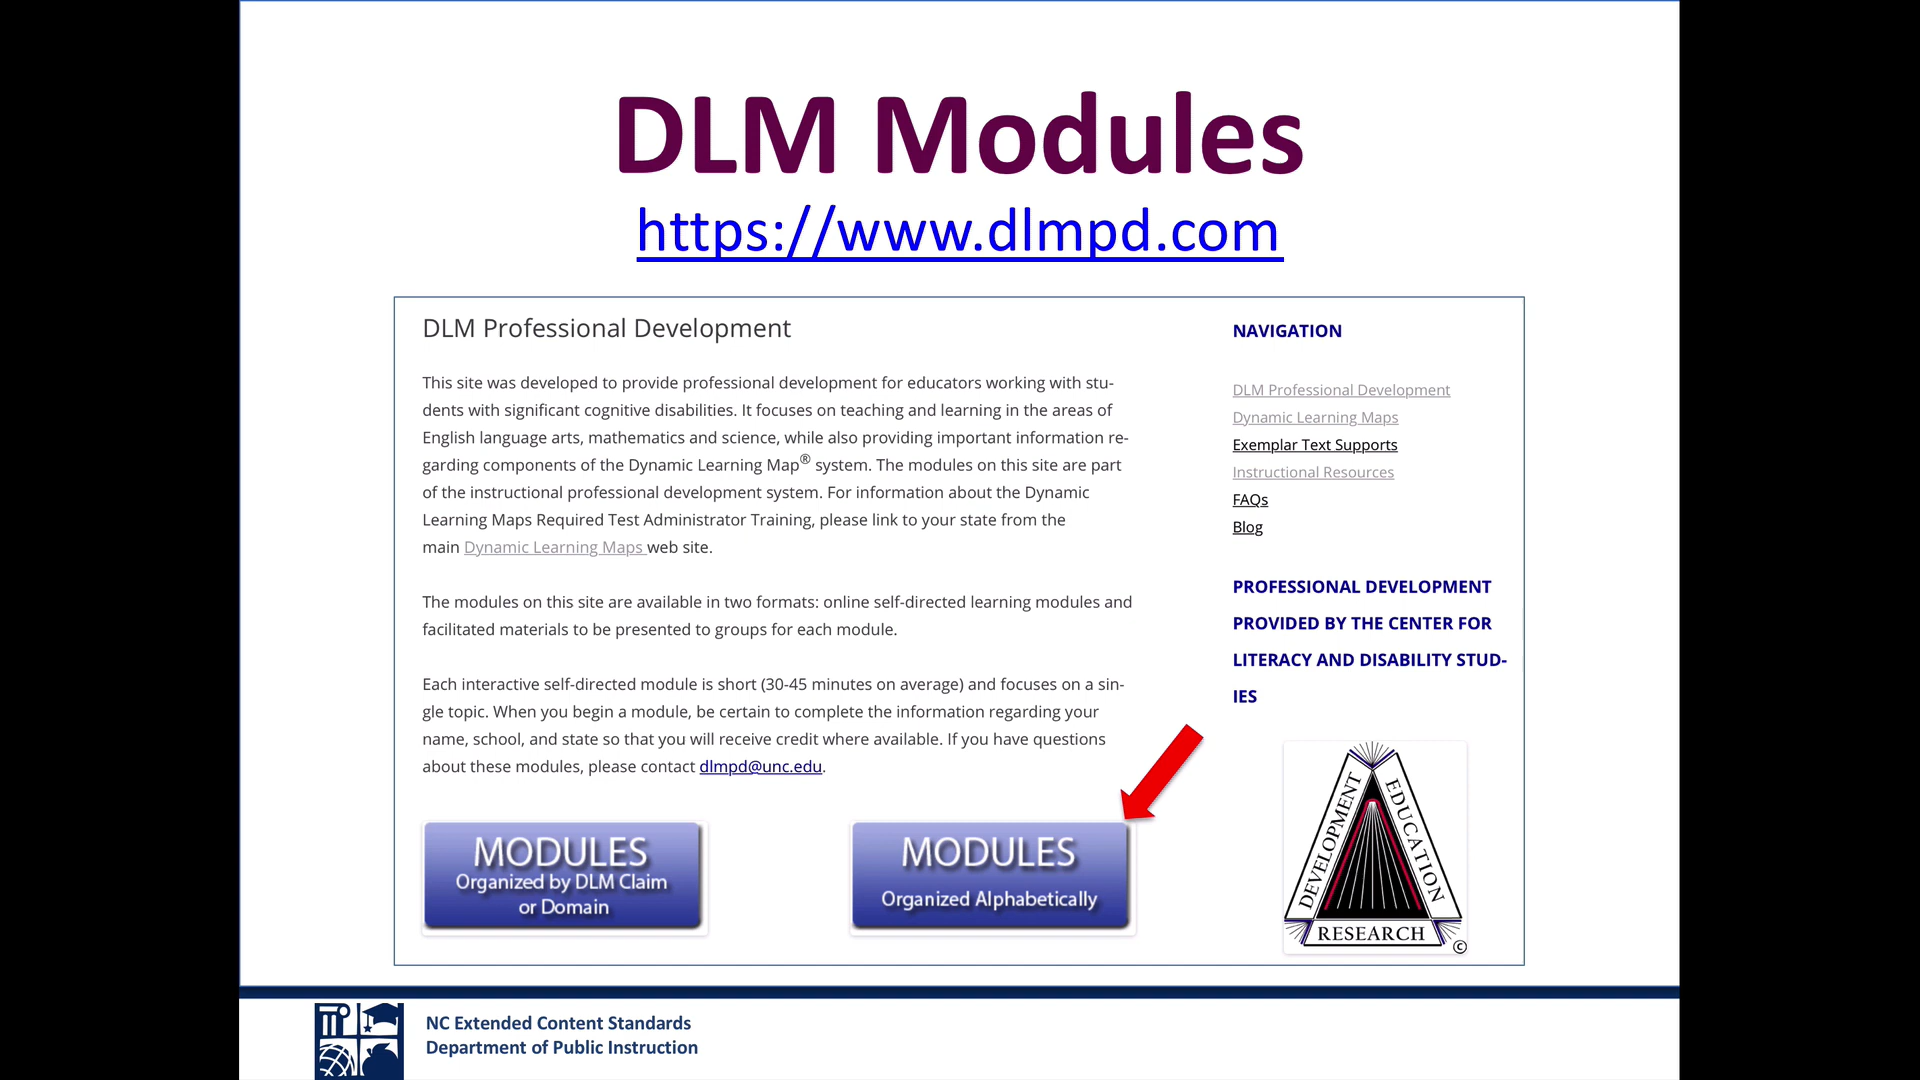 DLM Modules
https://www.dlmpd.com
DLM Professional Development
This site was developed to provide professional development for educators working with stu-
dents with significant cognitive disabilities. It focuses on teaching and learning in the areas of
English language arts, mathematics and science, while also providing important information re-
garding components of the Dynamic Learning Map® system. The modules on this site are part
of the instructional professional development system. For information about the Dynamic
Learning Maps Required Test Administrator Training, please link to your state from the
main Dynamic Learning Maps web site.
The modules on this site are available in two formats: online self-directed learning modules and
facilitated materials to be presented to groups for each module.
Each interactive self-directed module is short (30-45 minutes on average) and focuses on a sin-
gle topic. When you begin a module, be certain to complete the information regarding your
name, school, and state so that you will receive credit where available. If you have questions
about these modules, please contact dlmpd@unc.edu.
MODULES
Organized by DLM Claim
or Domain
MODULES
Organized Alphabetically
NAVIGATION
DLM Professional Development
Dynamic Learning Maps
Exemplar Text Supports
Instructional Resources
FAQs
Blog
PROFESSIONAL DEVELOPMENT
PROVIDED BY THE CENTER FOR
LITERACY AND DISABILITY STUD-
IES
DEVELOPMENT
EDUCATION
RESEARCH
©
NC Extended Content Standards
Department of Public Instruction